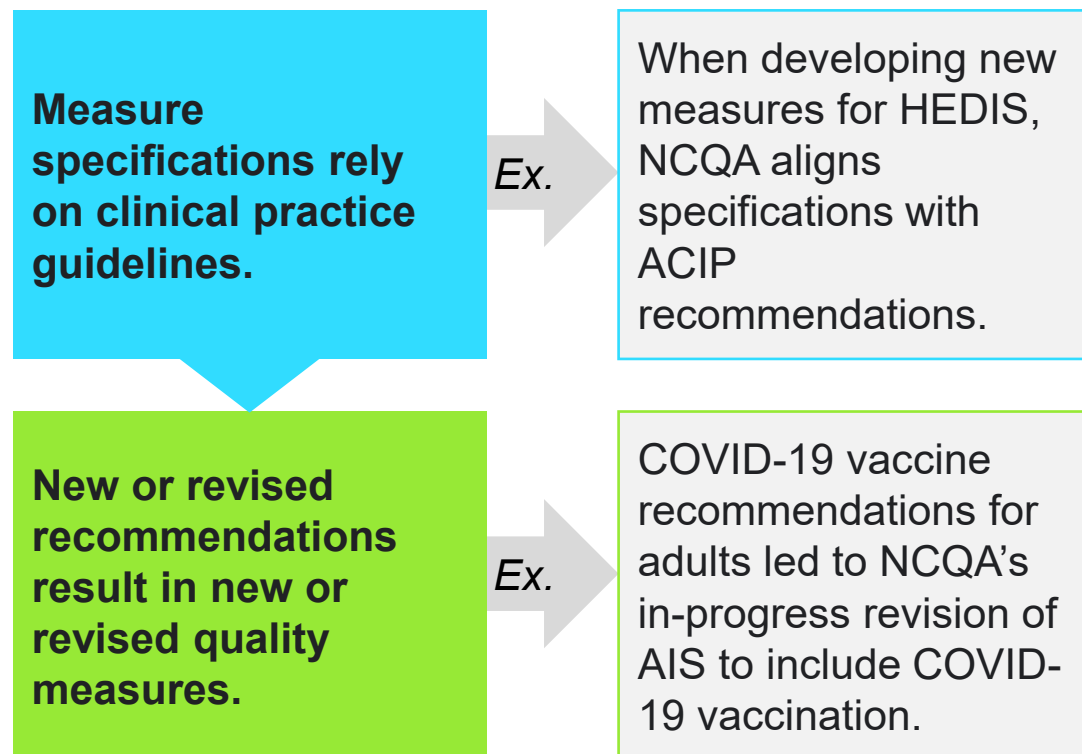 Measure
specifications rely
on clinical practice
guidelines.
Ex.
When developing new
measures for HEDIS,
NCQA aligns
specifications with
ACIP
recommendations.
New or revised
recommendations
result in new or
revised quality
measures.
Ex.
COVID-19 vaccine
recommendations for
adults led to NCQA’s
in-progress revision of
AIS to include COVID-
19 vaccination.